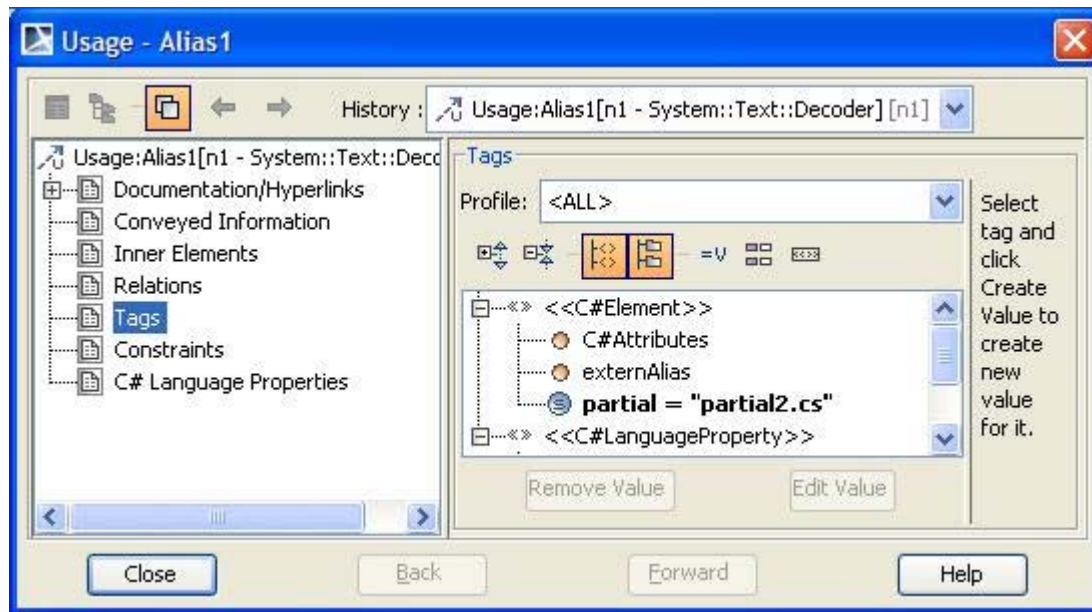 Usage - Alias1
History : Usage:Alias1[n1 - System::Text::Decoder] [n1]
Usage:Alias1[n1 - System::Text::Deco
Documentation/Hyperlinks
Conveyed Information
Inner Elements
Relations
Tags
Constraints
C# Language Properties
Tags
Profile: <ALL>
=V
«» <<C#Element>>
C#Attributes
externAlias
S partial = "partial2.cs"
«» <<C#LanguageProperty>>
Remove Value Edit Value
Select
tag and
click
Create
Value to
create
new
value
for it.
Close Back Forward Help